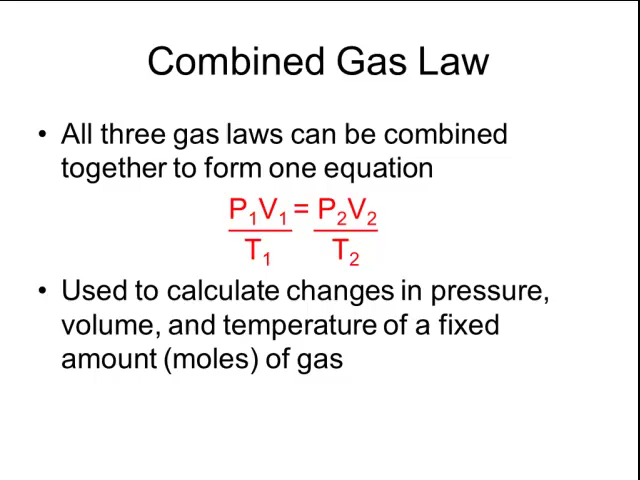 Combined Gas Law
• All three gas laws can be combined
together to form one equation
P₁V₁ = P₂V₂
T₁ T₂
• Used to calculate changes in pressure,
volume, and temperature of a fixed
amount (moles) of gas